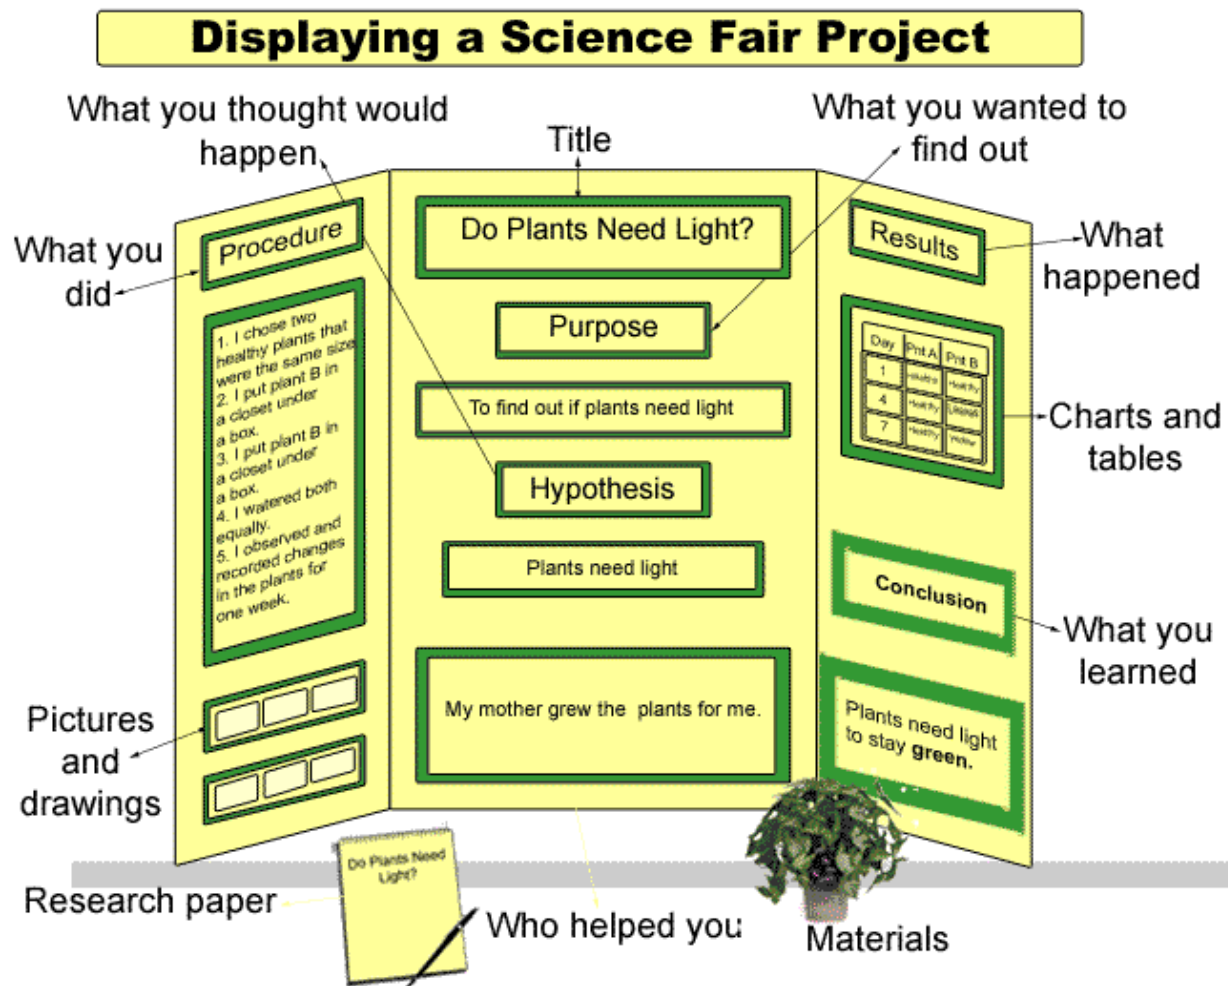 Displaying a Science Fair Project
What you thought would
happen
Title
What you wanted to
find out
What you
did
Procedure
1. I chose two
healthy plants that
were the same size
2. I put plant B in
a closet under
a box.
3. I put plant B in
a closet under
a box.
4. I watered both
equally.
5. I observed and
recorded changes
in the plants for
one week.
Pictures
and
drawings
Do Plants Need Light?
Purpose
To find out if plants need light
Hypothesis
Plants need light
My mother grew the plants for me.
Results
What
happened
Day Pnt A Pnt B
1 Healthy
4 Healthy
7 Healthy Yellow
Charts and
tables
Conclusion
What you
learned
Plants need light
to stay green.
Research paper
Do Plants Need
Light?
Who helped you
Materials